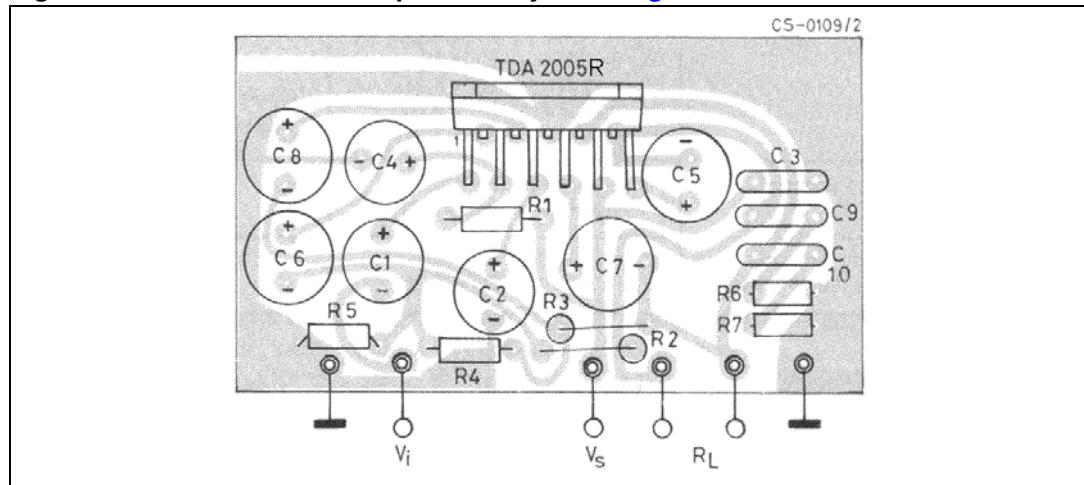 CS-0109/2
TDA 2005R
1
+
C8
-
- C4 +
-
C5
+
C3
C9
C
10
R1
+
C6
-
+
C1
-
+
C2
-
+ C7 -
R6
R7
R5
R3
R2
R4
Vi
Vs
RL